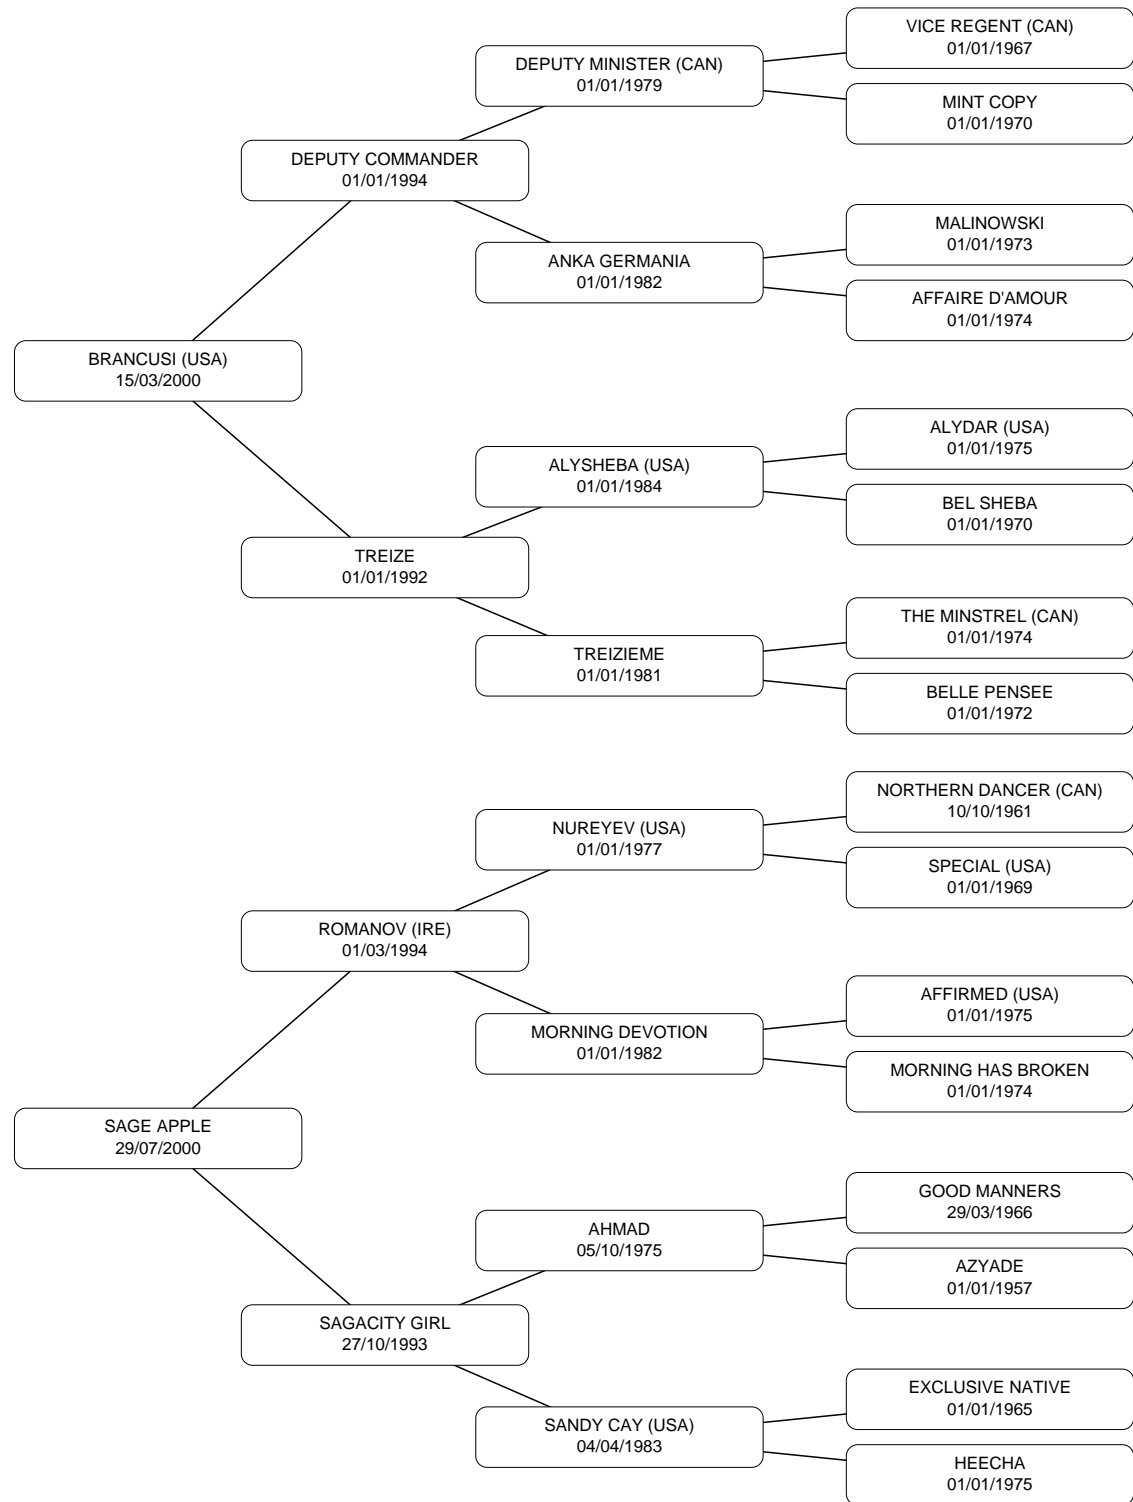 VICE REGENT (CAN)
01/01/1967
DEPUTY MINISTER (CAN)
01/01/1979
MINT COPY
01/01/1970
DEPUTY COMMANDER
01/01/1994
MALINOWSKI
01/01/1973
ANKA GERMANIA
01/01/1982
AFFAIRE D'AMOUR
01/01/1974
BRANCUSI (USA)
15/03/2000
ALYDAR (USA)
01/01/1975
ALYSHEBA (USA)
01/01/1984
BEL SHEBA
01/01/1970
TREIZE
01/01/1992
THE MINSTREL (CAN)
01/01/1974
TREIZIEME
01/01/1981
BELLE PENSEE
01/01/1972
NORTHERN DANCER (CAN)
10/10/1961
NUREYEV (USA)
01/01/1977
SPECIAL (USA)
01/01/1969
ROMANOV (IRE)
01/03/1994
AFFIRMED (USA)
01/01/1975
MORNING DEVOTION
01/01/1982
MORNING HAS BROKEN
01/01/1974
SAGE APPLE
29/07/2000
GOOD MANNERS
29/03/1966
AHMAD
05/10/1975
AZYADE
01/01/1957
SAGACITY GIRL
27/10/1993
EXCLUSIVE NATIVE
01/01/1965
SANDY CAY (USA)
04/04/1983
HEECHA
01/01/1975